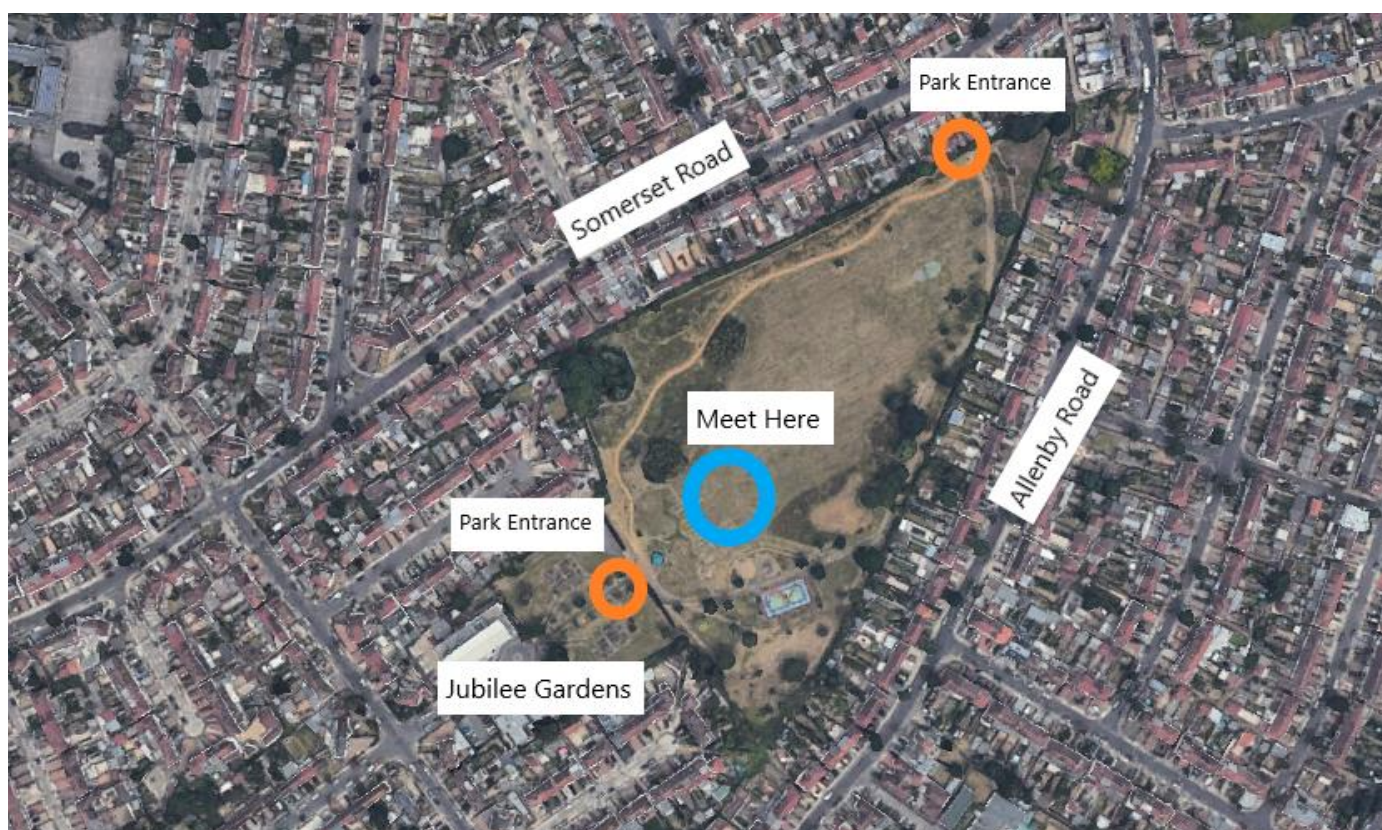 Park Entrance
Somerset Road
Meet Here
Allenby Road
Park Entrance
Jubilee Gardens